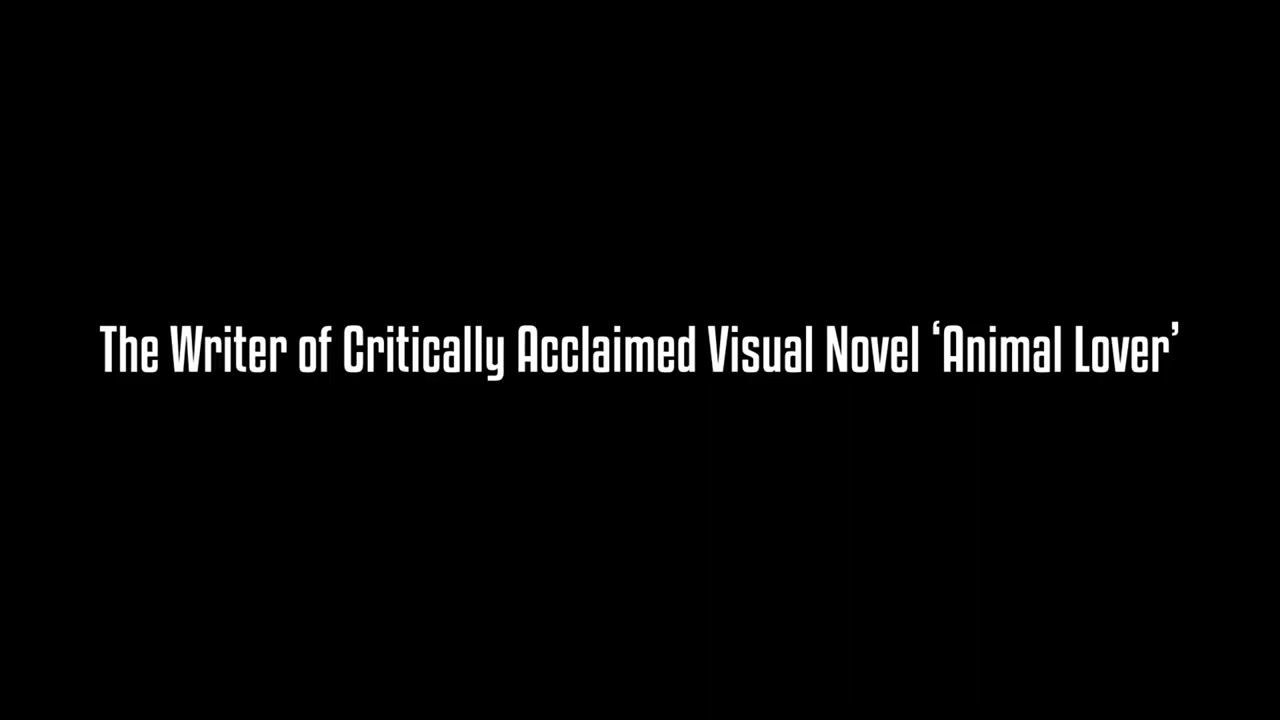 The Writer of Critically Acclaimed Visual Novel ‘Animal Lover’